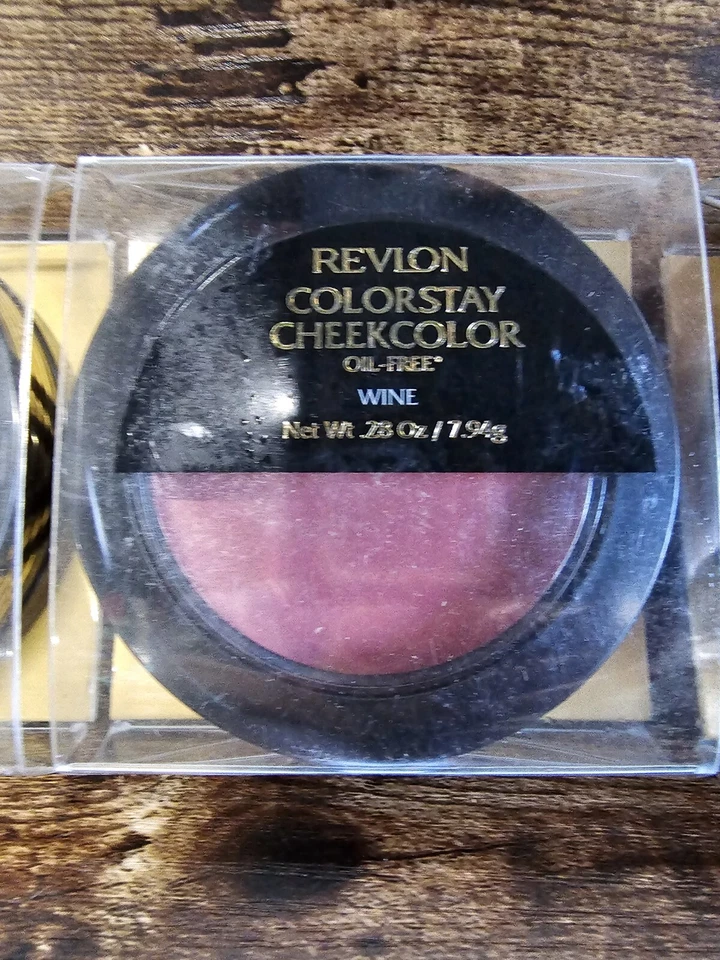 REVLON
COLORSTAY
CHEEKCOLOR
OIL-FREE*
WINE
Net Wt .28 Oz / 7.94g